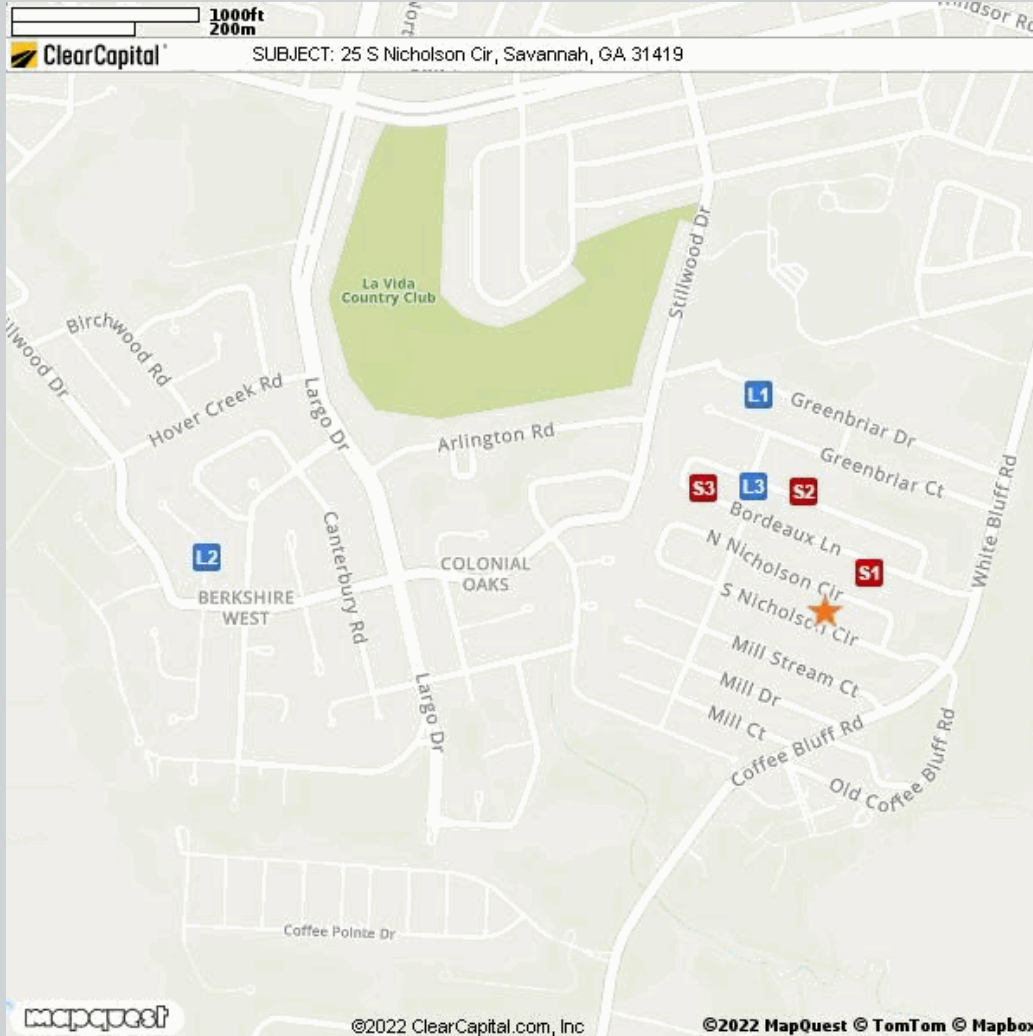 1000ft
200m
ClearCapital
SUBJECT: 25 S Nicholson Cir, Savannah, GA 31419
La Vida
Country Club
Stillwood Dr
Birchwood Rd
Hover Creek Rd
Largo Dr
Arlington Rd
L1
Greenbriar Dr
Greenbriar Ct
White Bluff Rd
S3
L3
S2
Bordeaux Ln
N Nicholson Cir
S1
S Nicholson Cir
L2
BERKSHIRE
WEST
Canterbury Rd
COLONIAL
OAKS
Mill Stream Ct
Mill Dr
Mill Ct
Largo Dr
Coffee Bluff Rd
Old Coffee Bluff Rd
Coffee Pointe Dr
mapquest
©2022 ClearCapital.com, Inc
©2022 MapQuest © TomTom © Mapbox